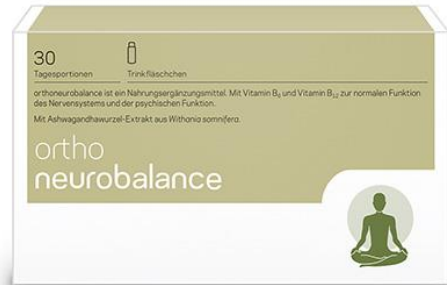 30
Tagesportionen Trinkfläschchen
orthoneurobalance ist ein Nahrungsergänzungsmittel. Mit Vitamin B₆ und Vitamin B₁₂ zur normalen Funktion
des Nervensystems und der psychischen Funktion.
Mit Ashwagandhawurzel-Extrakt aus Withania somnifera.
ortho
neurobalance